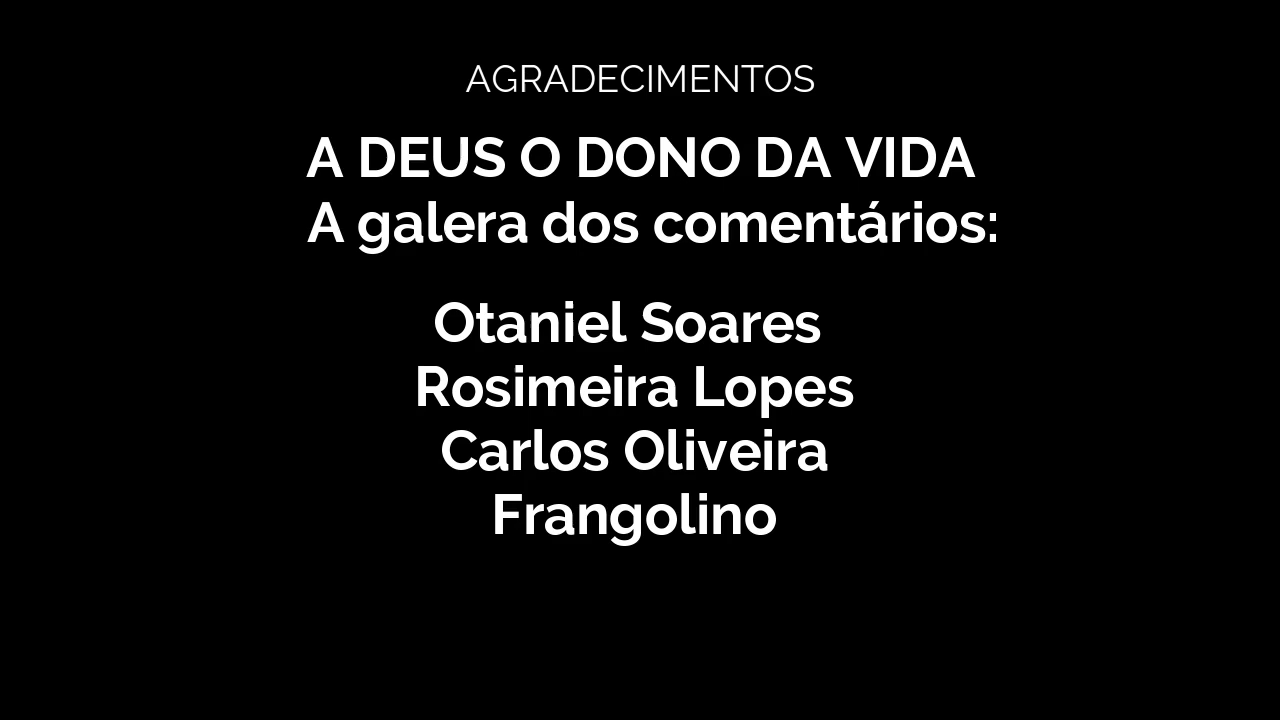 AGRADECIMENTOS
A DEUS O DONO DA VIDA
A galera dos comentários:
Otaniel Soares
Rosimeira Lopes
Carlos Oliveira
Frangolino